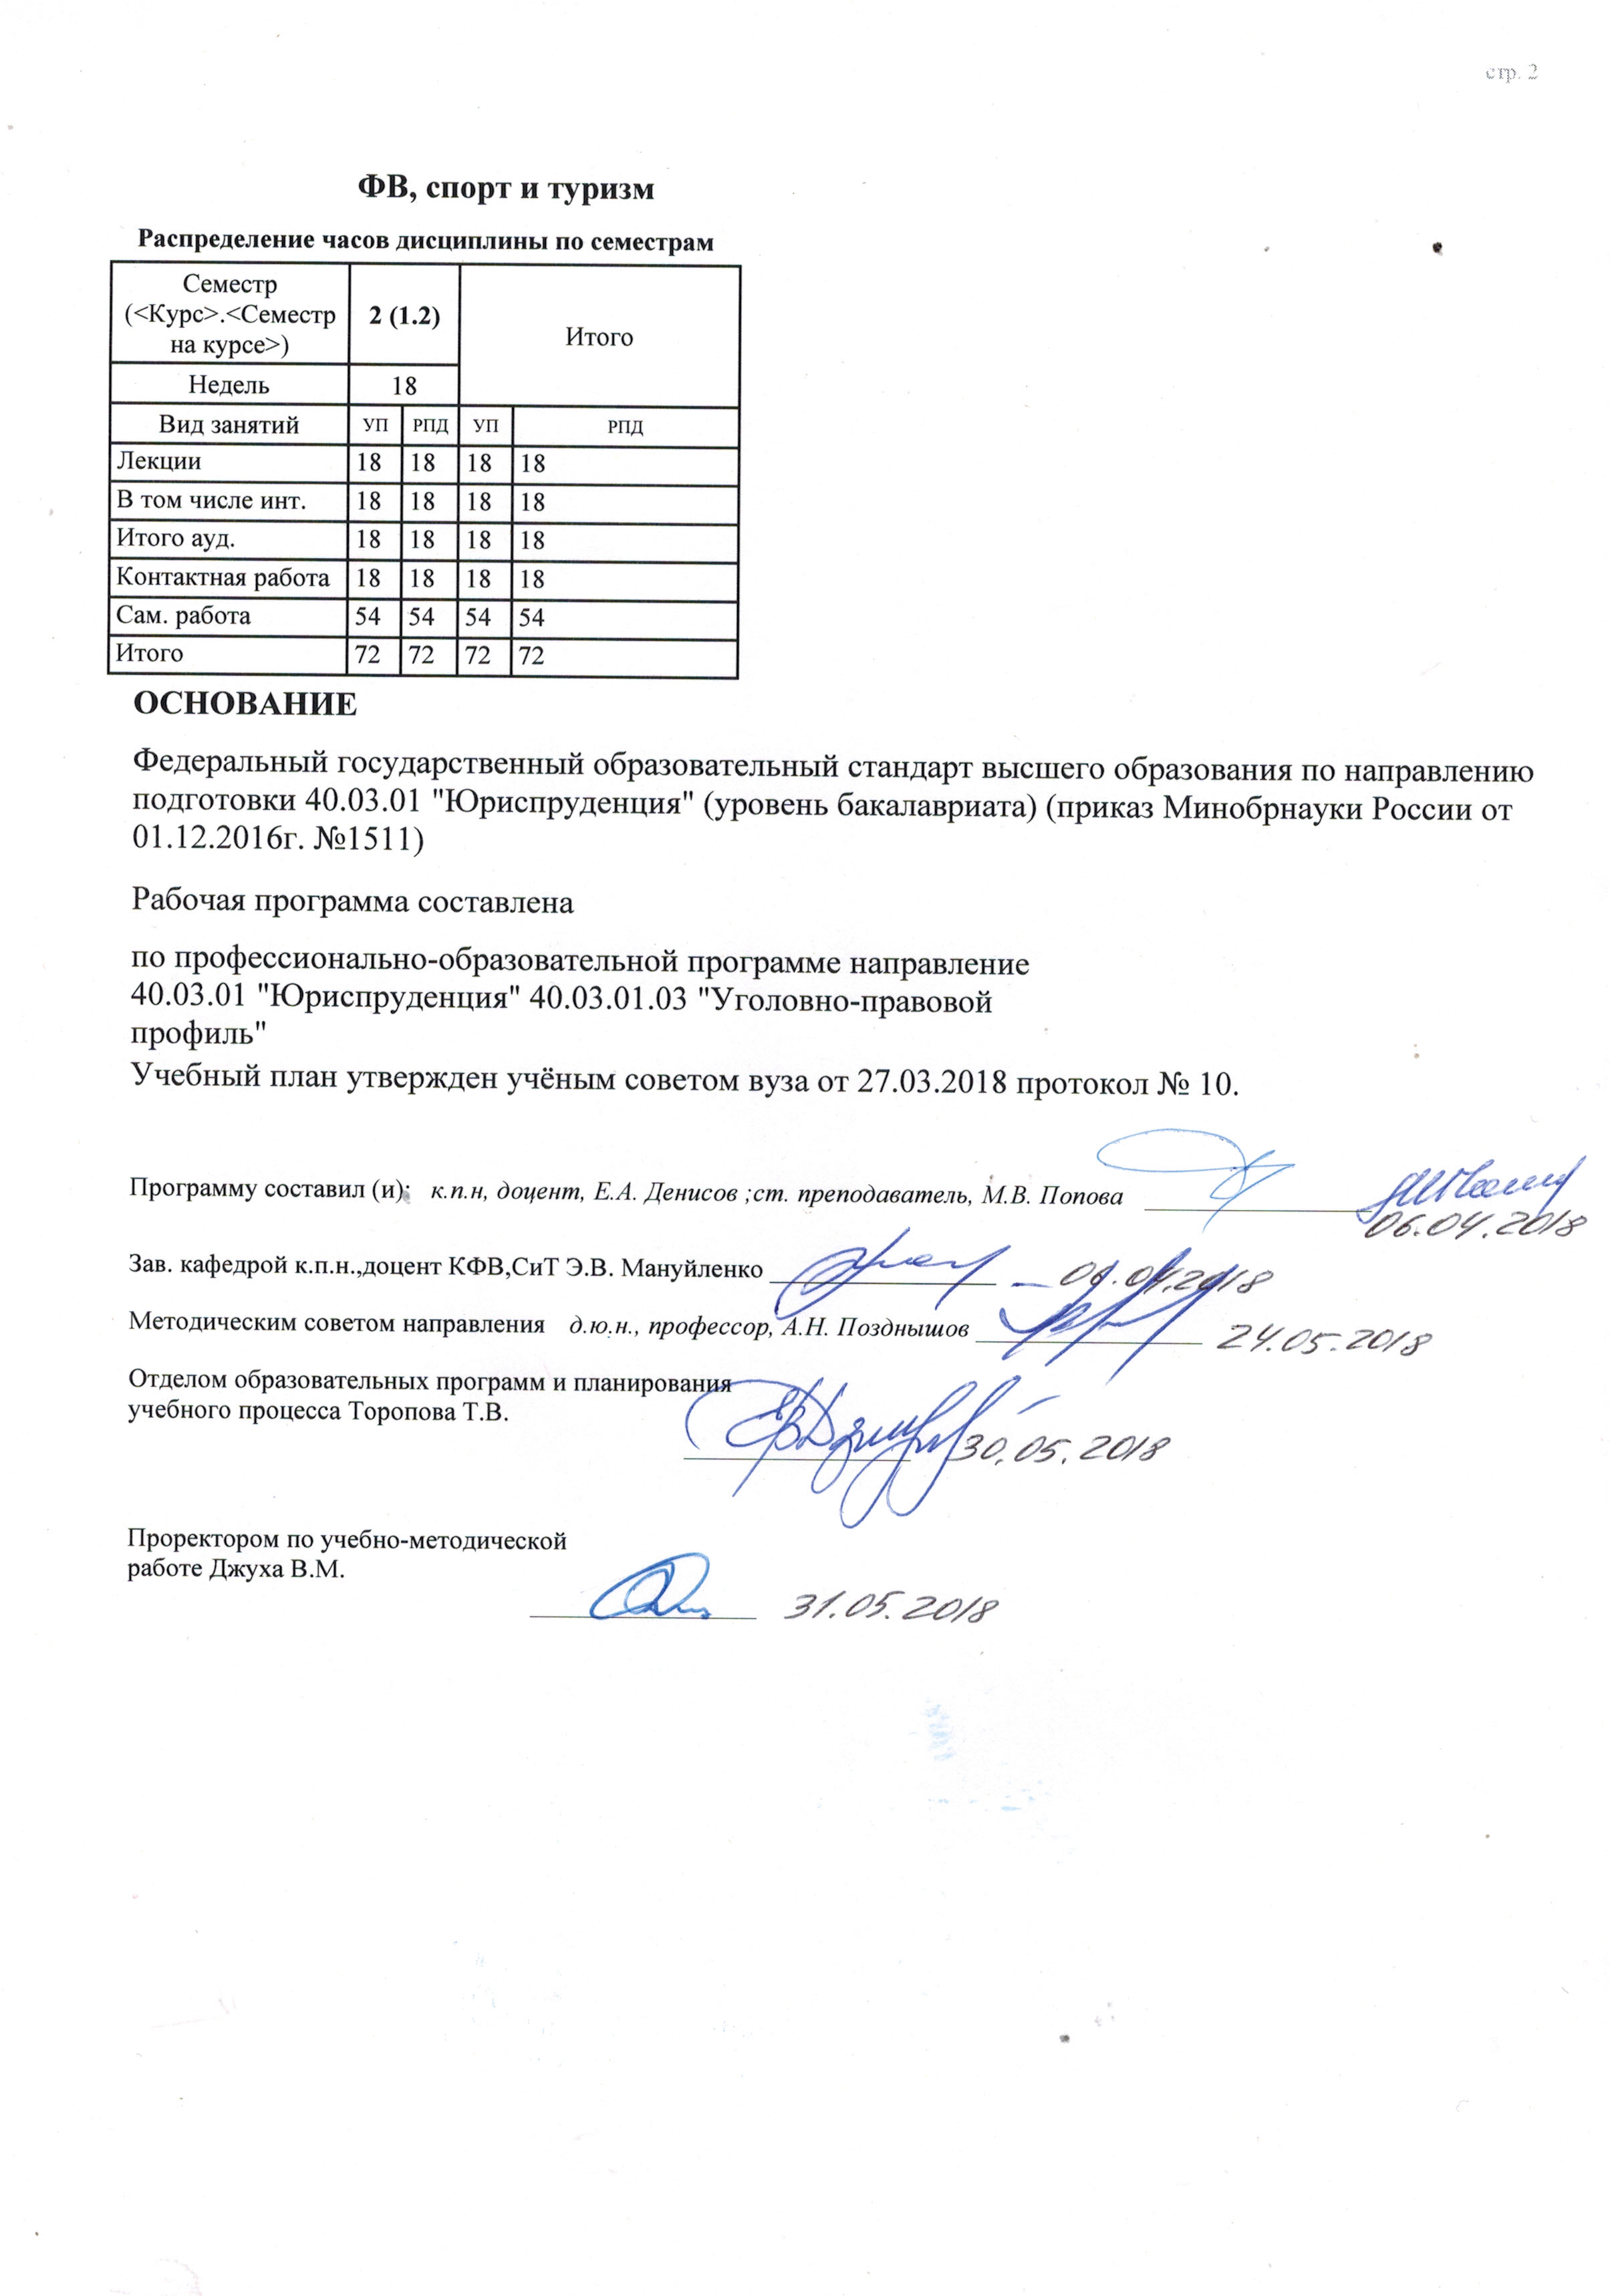 стр. 2
ФВ, спорт и туризм
Распределение часов дисциплины по семестрам
Семестр
(<Курс>.<Семестр
на курсе>)
2 (1.2)
Итого
Недель 18
Вид занятий УП РПД УП РПД
Лекции 18 18 18 18
В том числе инт. 18 18 18 18
Итого ауд. 18 18 18 18
Контактная работа 18 18 18 18
Сам. работа 54 54 54 54
Итого 72 72 72 72
ОСНОВАНИЕ
Федеральный государственный образовательный стандарт высшего образования по направлению
подготовки 40.03.01 "Юриспруденция" (уровень бакалавриата) (приказ Минобрнауки России от
01.12.2016г. №1511)
Рабочая программа составлена
по профессионально-образовательной программе направление
40.03.01 "Юриспруденция" 40.03.01.03 "Уголовно-правовой
профиль"
Учебный план утвержден учёным советом вуза от 27.03.2018 протокол № 10.
Программу составил (и): к.п.н, доцент, Е.А. Денисов ;ст. преподаватель, М.В. Попова
06.04.2018
Зав. кафедрой к.п.н.,доцент КФВ,СиТ Э.В. Мануйленко
Методическим советом направления д.ю.н., профессор, А.Н. Позднышов 24.05.2018
Отделом образовательных программ и планирования
учебного процесса Торопова Т.В.
30.05.2018
Проректором по учебно-методической
работе Джуха В.М.
31.05.2018